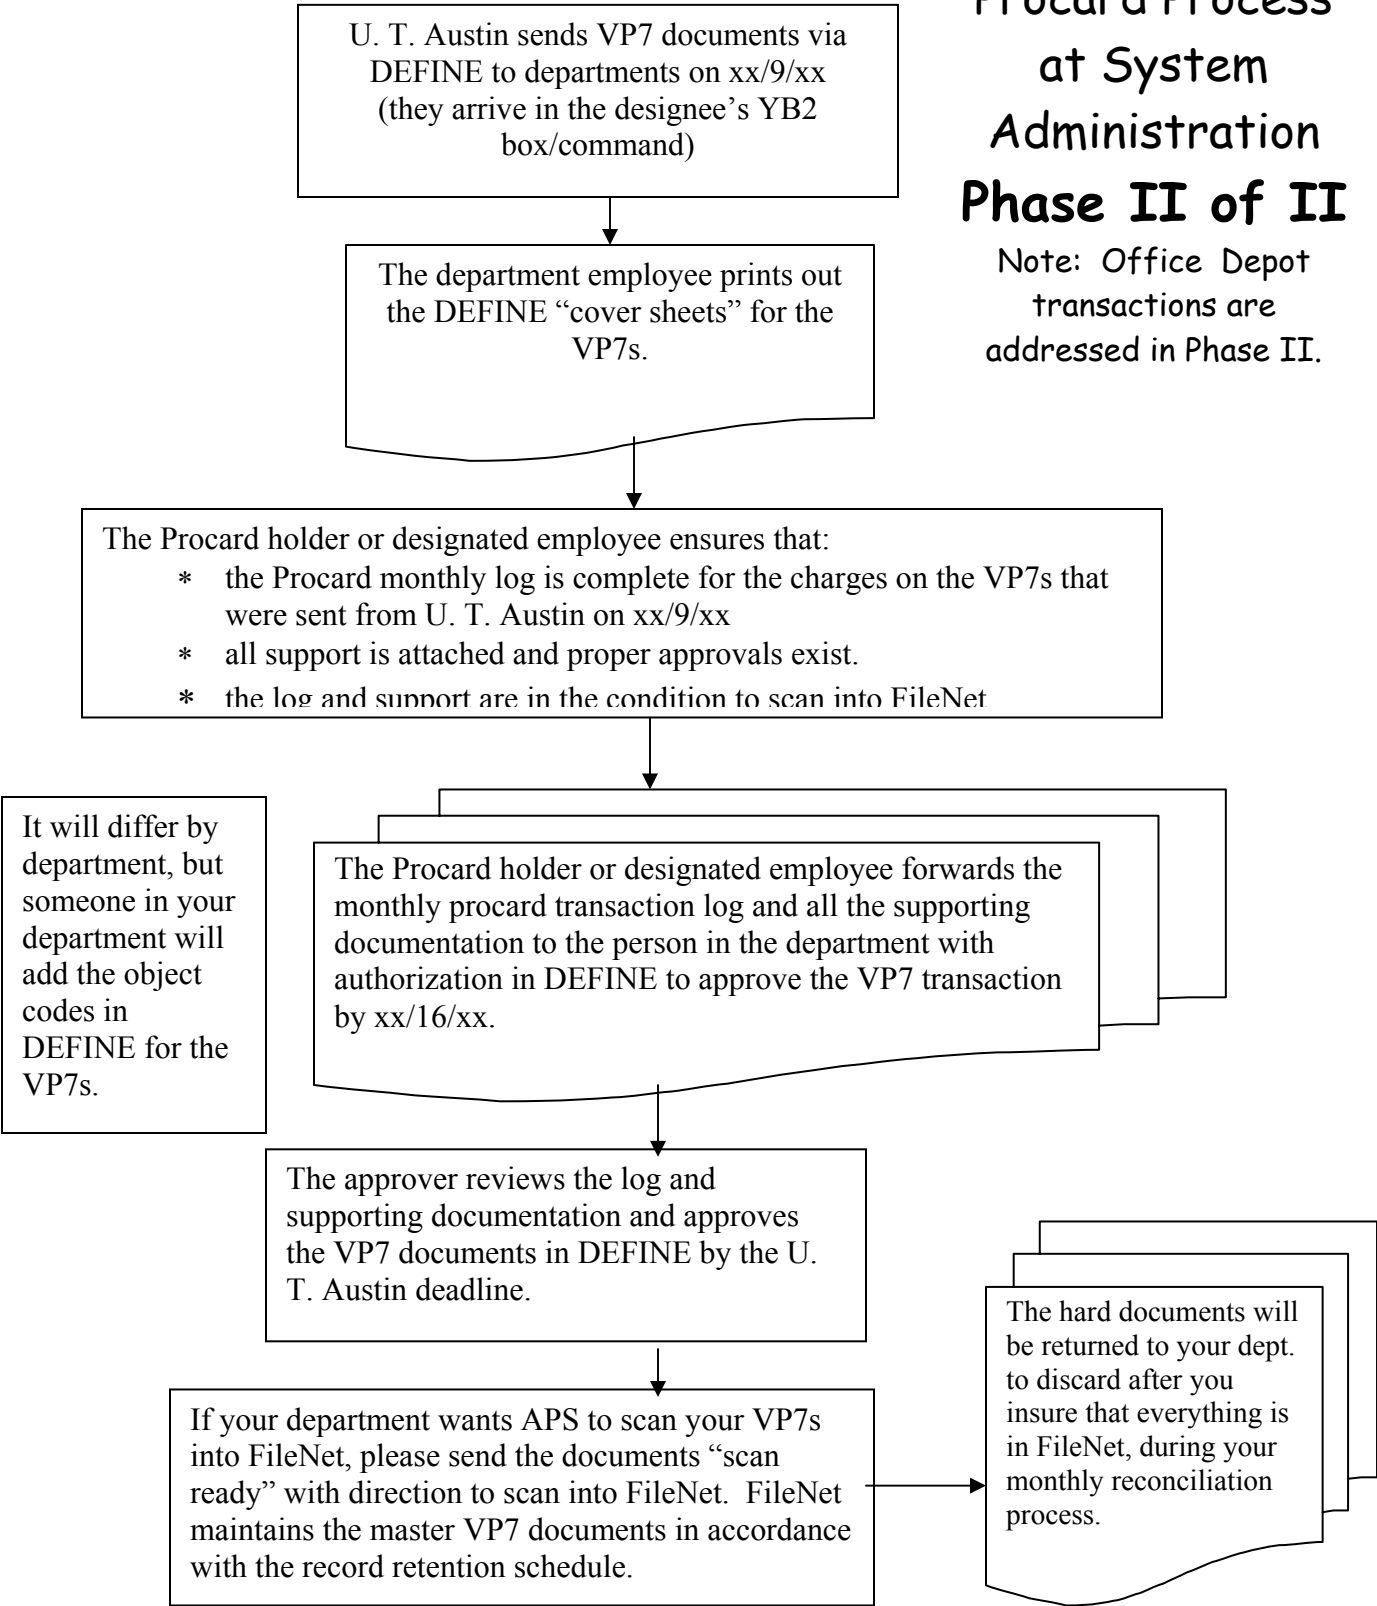 Procard Process
at System
Administration
Phase II of II
Note: Office Depot
transactions are
addressed in Phase II.
U. T. Austin sends VP7 documents via
DEFINE to departments on xx/9/xx
(they arrive in the designee’s YB2
box/command)
The department employee prints out
the DEFINE “cover sheets” for the
VP7s.
The Procard holder or designated employee ensures that:
* the Procard monthly log is complete for the charges on the VP7s that
were sent from U. T. Austin on xx/9/xx
* all support is attached and proper approvals exist.
* the log and support are in the condition to scan into FileNet
It will differ by
department, but
someone in your
department will
add the object
codes in
DEFINE for the
VP7s.
The Procard holder or designated employee forwards the
monthly procard transaction log and all the supporting
documentation to the person in the department with
authorization in DEFINE to approve the VP7 transaction
by xx/16/xx.
The approver reviews the log and
supporting documentation and approves
the VP7 documents in DEFINE by the U.
T. Austin deadline.
If your department wants APS to scan your VP7s
into FileNet, please send the documents “scan
ready” with direction to scan into FileNet.  FileNet
maintains the master VP7 documents in accordance
with the record retention schedule.
The hard documents will
be returned to your dept.
to discard after you
insure that everything is
in FileNet, during your
monthly reconciliation
process.